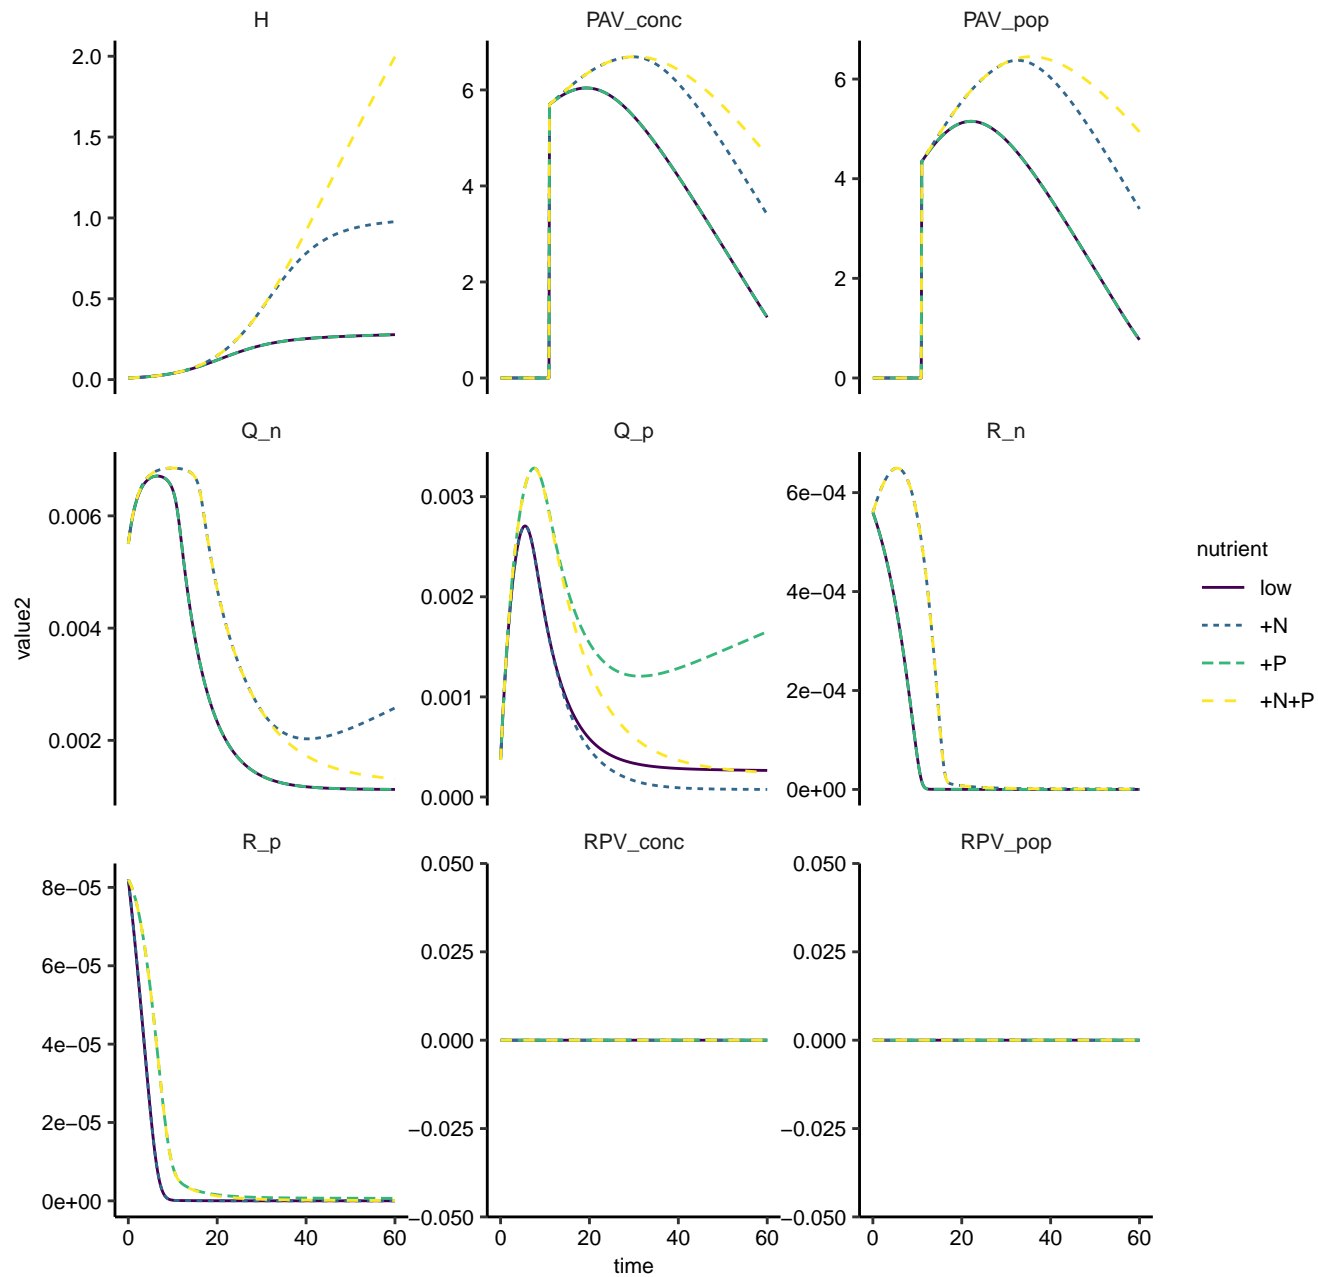 H
PAV_conc
PAV_pop
2.0
1.5
1.0
0.5
0.0
6
4
2
0
6
4
2
0
Q_n
Q_p
R_n
0.006
0.004
0.002
0.003
0.002
0.001
0.000
6e−04
4e−04
2e−04
0e+00
R_p
RPV_conc
RPV_pop
8e−05
6e−05
4e−05
2e−05
0e+00
0.050
0.025
0.000
−0.025
−0.050
0.050
0.025
0.000
−0.025
−0.050
0 20 40 60
0 20 40 60
0 20 40 60
time
value2
nutrient
low
+N
+P
+N+P